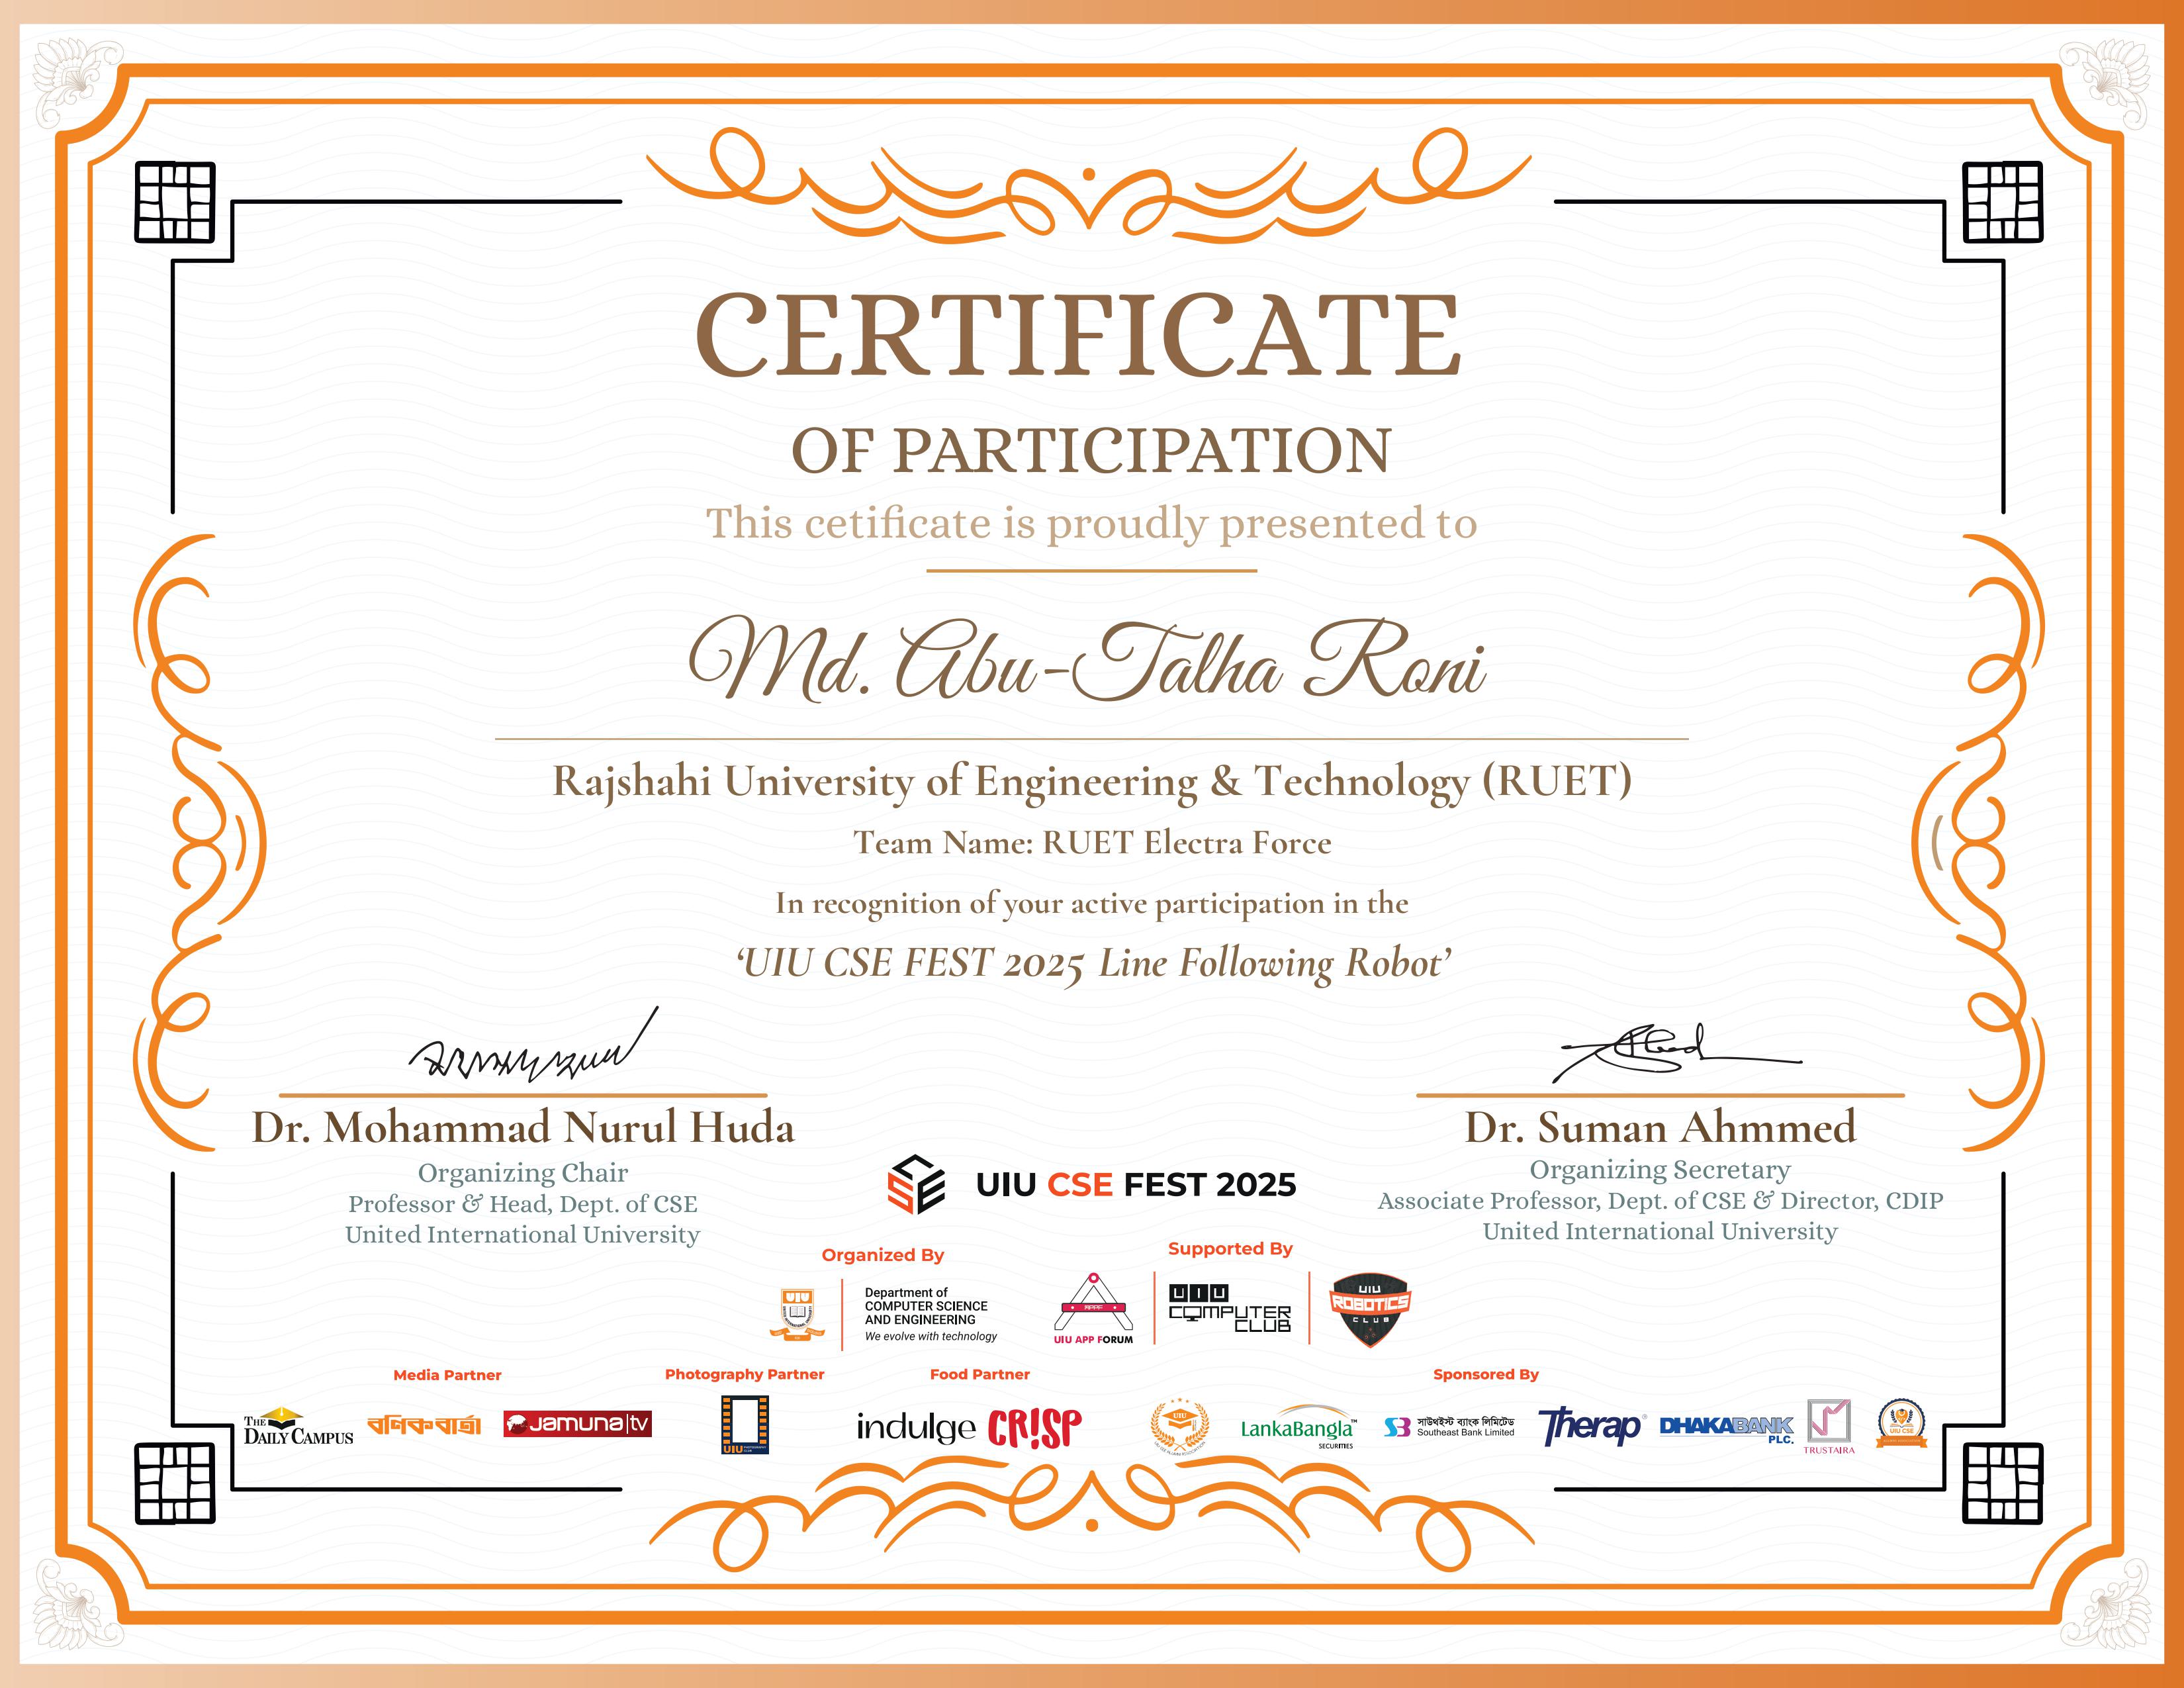 CERTIFICATE
OF PARTICIPATION
This cetificate is proudly presented to
Md. Abu-Talha Roni
Rajshahi University of Engineering & Technology (RUET)
Team Name: RUET Electra Force
In recognition of your active participation in the
‘UIU CSE FEST 2025 Line Following Robot’
Dr. Mohammad Nurul Huda
Organizing Chair
Professor & Head, Dept. of CSE
United International University
Dr. Suman Ahmmed
Organizing Secretary
Associate Professor, Dept. of CSE & Director, CDIP
United International University
UIU CSE FEST 2025
Organized By
UIU
Department of
COMPUTER SCIENCE
AND ENGINEERING
We evolve with technology
Supported By
UIU APP FORUM
UIU
COMPUTER
CLUB
UIU
ROBOTICS
CLUB
Media Partner
THE
DAILY CAMPUS
বণিক বার্তা
Jamuna|tv
Photography Partner
UIU
Food Partner
indulge
CR!SP
Sponsored By
UIU
LankaBangla™
SECURITIES
সাউথইস্ট ব্যাংক লিমিটেড
Southeast Bank Limited
Therap
DHAKA BANK
PLC.
TRUSTAIRA
UIU CSE